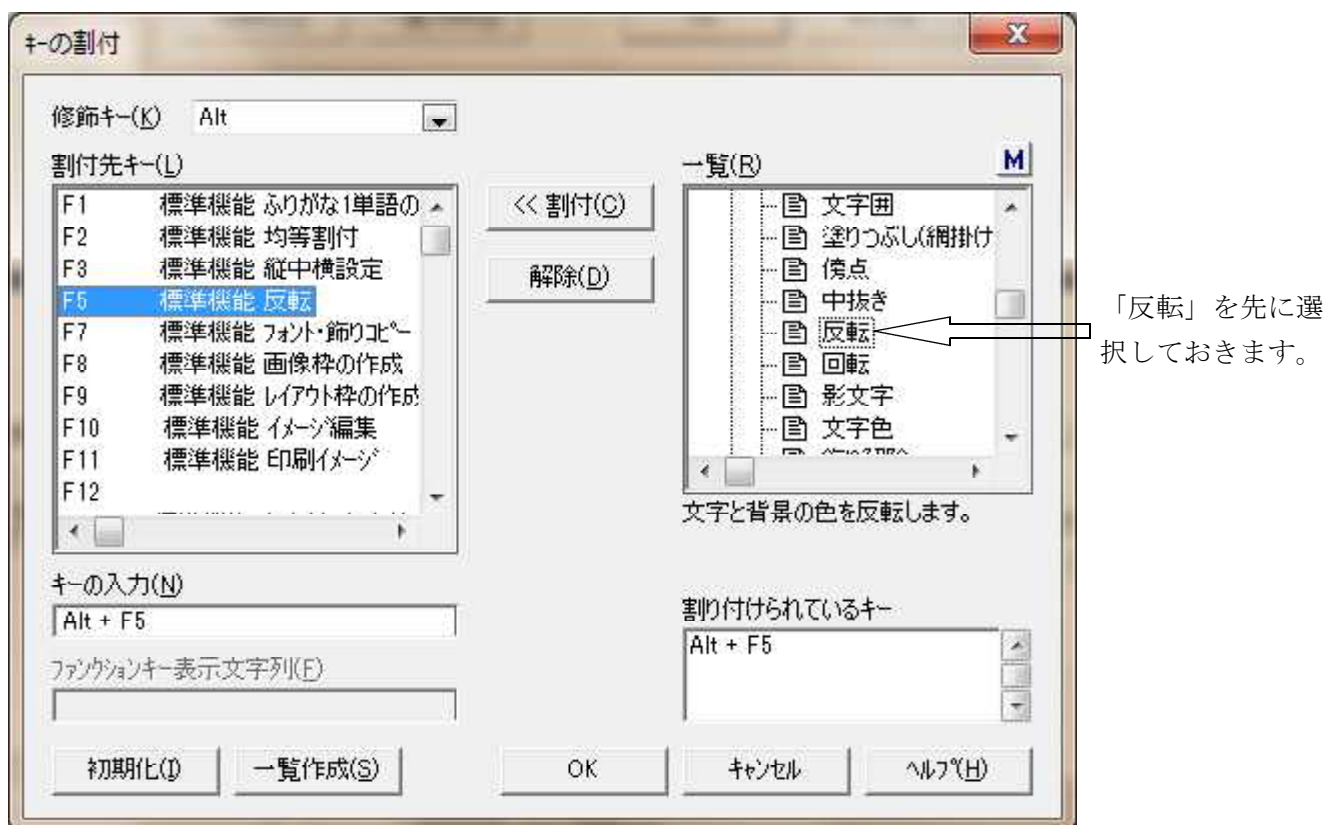 ｷｰの割付
修飾ｷｰ(K) Alt
割付先ｷｰ(L)
F1 標準機能 ふりがな1単語の
F2 標準機能 均等割付
F3 標準機能 縦中横設定
F5 標準機能 反転
F7 標準機能 ﾌｫﾝﾄ・飾りｺﾋﾟｰ
F8 標準機能 画像枠の作成
F9 標準機能 ﾚｲｱｳﾄ枠の作成
F10 標準機能 ｲﾒｰｼﾞ編集
F11 標準機能 印刷ｲﾒｰｼﾞ
F12
<< 割付(C)
解除(D)
一覧(R)
M
文字囲
塗りつぶし(網掛け
傍点
中抜き
反転
回転
影文字
文字色
文字と背景の色を反転します。
「反転」を先に選
択しておきます。
ｷｰの入力(N)
Alt + F5
ﾌｧﾝｸｼｮﾝｷｰ表示文字列(F)
割り付けられているｷｰ
Alt + F5
初期化(I)
一覧作成(S)
OK
ｷｬﾝｾﾙ
ﾍﾙﾌﾟ(H)